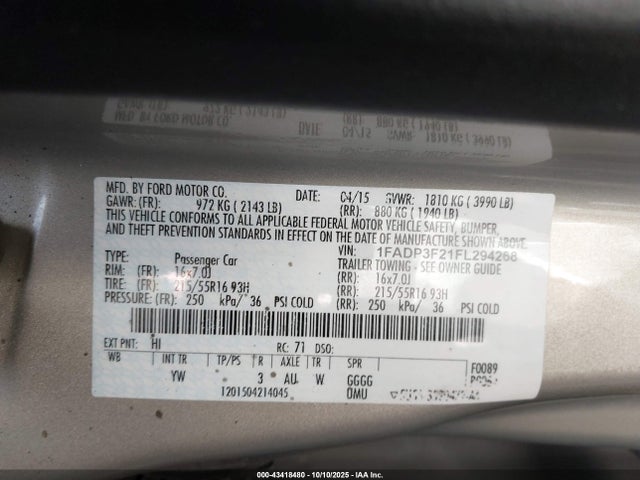 MFD. BY FORD MOTOR CO. DATE: 04/15 GVWR: 1810 KG ( 3990 LB)
GAWR: (FR): 972 KG ( 2143 LB) (RR): 880 KG ( 1940 LB)
THIS VEHICLE CONFORMS TO ALL APPLICABLE FEDERAL MOTOR VEHICLE SAFETY, BUMPER,
AND THEFT PREVENTION STANDARDS IN EFFECT ON THE DATE OF MANUFACTURE SHOWN ABOVE.
VIN: 1FADP3F21FL294268
TYPE: Passenger Car TRAILER TOWING -- SEE OWNER GUIDE
RIM: (FR): 16x7.0J (RR): 16x7.0J
TIRE: (FR): 215/55R16 93H (RR): 215/55R16 93H
PRESSURE: (FR): 250 kPa/ 36 PSI COLD (RR): 250 kPa/ 36 PSI COLD
EXT PNT: HI RC: 71 DSO:
WB INT TR TP/PS R AXLE TR SPR F0089
YW 3 AU W GGGG
1201504214045 OMU
000-43418480 - 10/10/2025 - IAAI.com